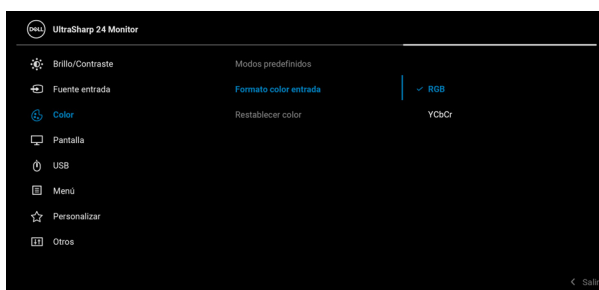 DELL UltraSharp 24 Monitor
Brillo/Contraste Modos predefinidos
Fuente entrada Formato color entrada RGB
Color Restablecer color YCbCr
Pantalla
USB
Menú
Personalizar
Otros
Salir